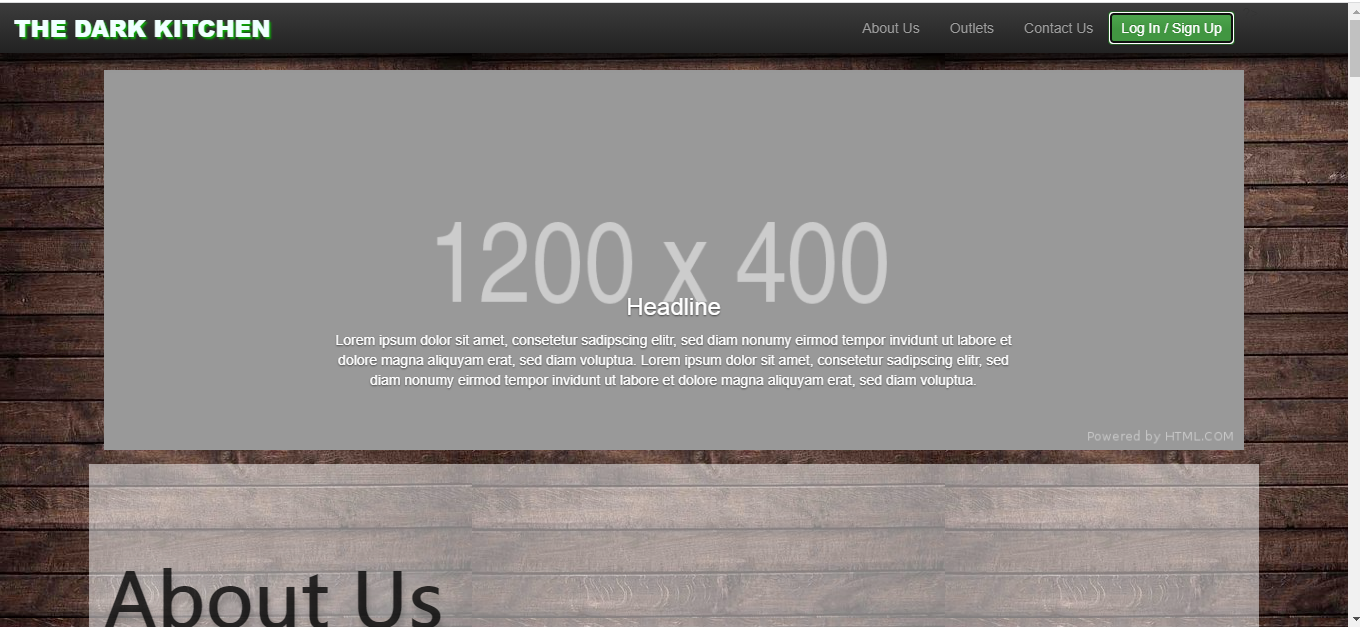 THE DARK KITCHEN
About Us
Outlets
Contact Us
Log In / Sign Up
1200 x 400
Headline
Lorem ipsum dolor sit amet, consetetur sadipscing elitr, sed diam nonumy eirmod tempor invidunt ut labore et
dolore magna aliquyam erat, sed diam voluptua. Lorem ipsum dolor sit amet, consetetur sadipscing elitr, sed
diam nonumy eirmod tempor invidunt ut labore et dolore magna aliquyam erat, sed diam voluptua.
Powered by HTML.COM
About Us